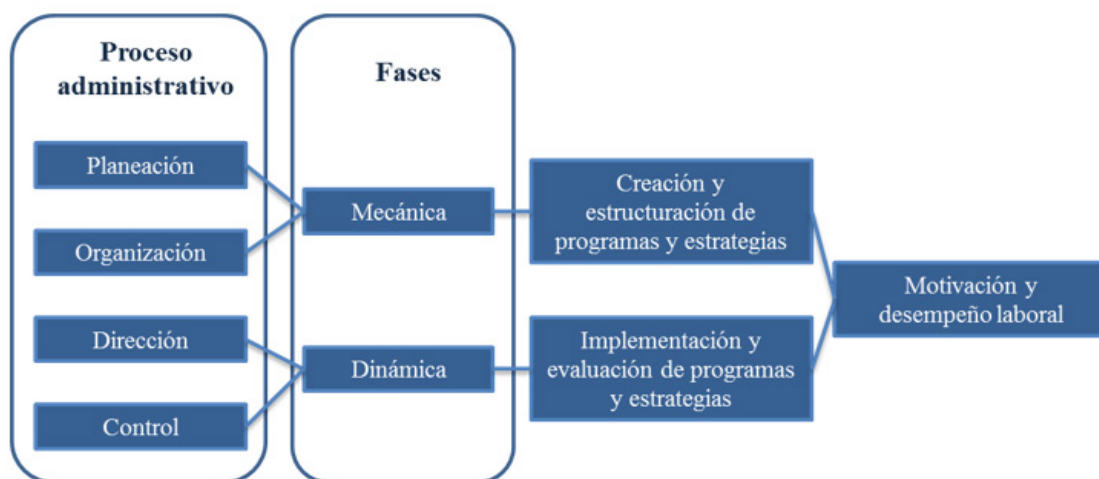 Proceso
administrativo
Fases
Planeación
Organización
Dirección
Control
Mecánica
Dinámica
Creación y
estructuración de
programas y estrategias
Implementación y
evaluación de programas
y estrategias
Motivación y
desempeño laboral